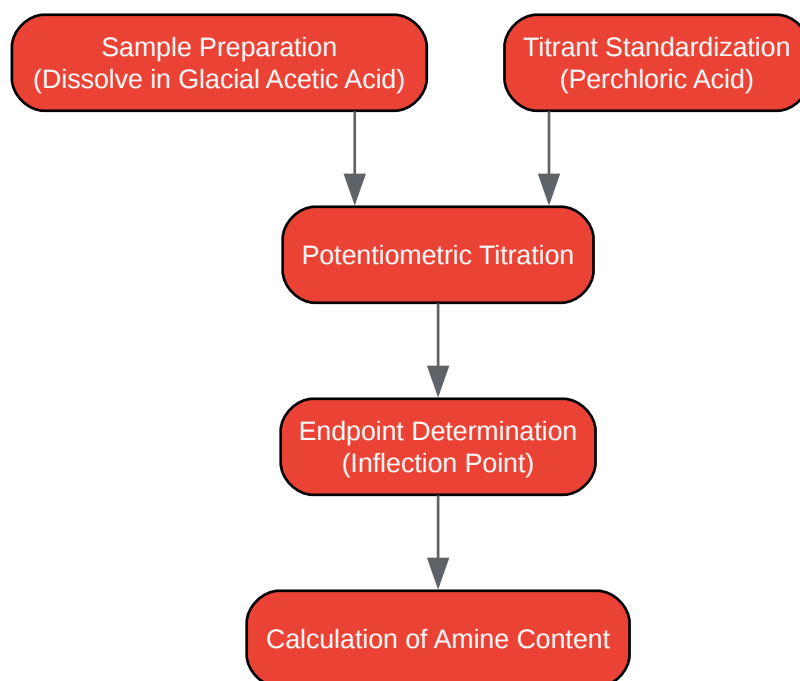 Sample Preparation
(Dissolve in Glacial Acetic Acid)
Titrant Standardization
(Perchloric Acid)
Potentiometric Titration
Endpoint Determination
(Inflection Point)
Calculation of Amine Content